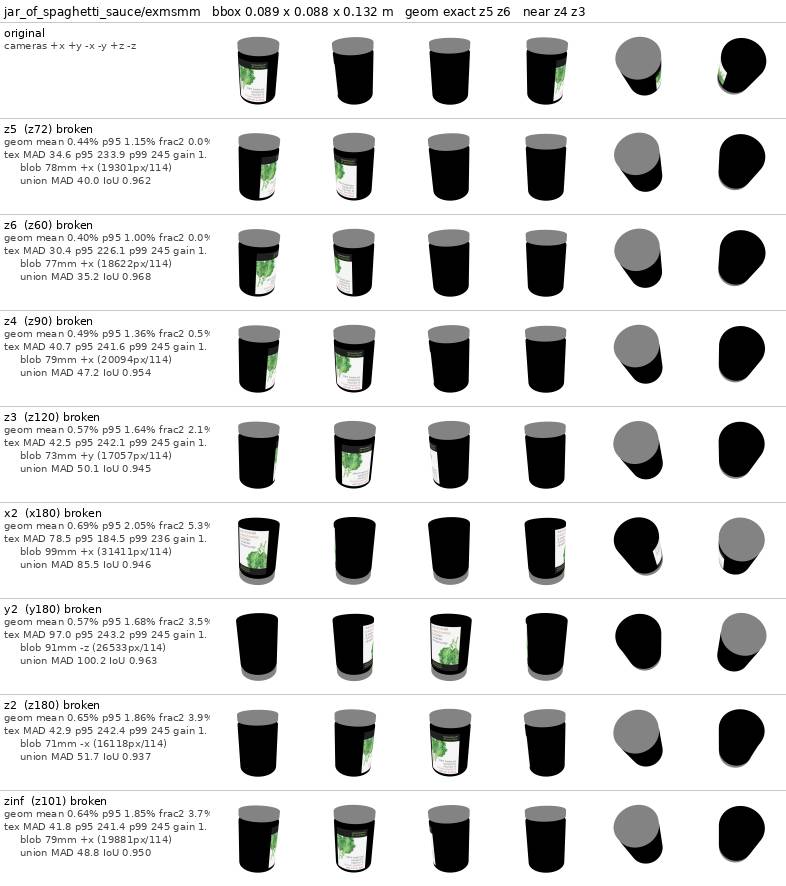 jar_of_spaghetti_sauce/exmsmm   bbox 0.089 x 0.088 x 0.132 m   geom exact z5 z6   near z4 z3
original
cameras +x +y -x -y +z -z
z5  (z72) broken
geom mean 0.44% p95 1.15% frac2 0.0%
tex MAD 34.6 p95 233.9 p99 245 gain 1.
blob 78mm +x (19301px/114)
union MAD 40.0 IoU 0.962
z6  (z60) broken
geom mean 0.40% p95 1.00% frac2 0.0%
tex MAD 30.4 p95 226.1 p99 245 gain 1.
blob 77mm +x (18622px/114)
union MAD 35.2 IoU 0.968
z4  (z90) broken
geom mean 0.49% p95 1.36% frac2 0.5%
tex MAD 40.7 p95 241.6 p99 245 gain 1.
blob 79mm +x (20094px/114)
union MAD 47.2 IoU 0.954
z3  (z120) broken
geom mean 0.57% p95 1.64% frac2 2.1%
tex MAD 42.5 p95 242.1 p99 245 gain 1.
blob 73mm +y (17057px/114)
union MAD 50.1 IoU 0.945
x2  (x180) broken
geom mean 0.69% p95 2.05% frac2 5.3%
tex MAD 78.5 p95 184.5 p99 236 gain 1.
blob 99mm +x (31411px/114)
union MAD 85.5 IoU 0.946
y2  (y180) broken
geom mean 0.57% p95 1.68% frac2 3.5%
tex MAD 97.0 p95 243.2 p99 245 gain 1.
blob 91mm -z (26533px/114)
union MAD 100.2 IoU 0.963
z2  (z180) broken
geom mean 0.65% p95 1.86% frac2 3.9%
tex MAD 42.9 p95 242.4 p99 245 gain 1.
blob 71mm -x (16118px/114)
union MAD 51.7 IoU 0.937
zinf  (z101) broken
geom mean 0.64% p95 1.85% frac2 3.7%
tex MAD 41.8 p95 241.4 p99 245 gain 1.
blob 79mm +x (19881px/114)
union MAD 48.8 IoU 0.950